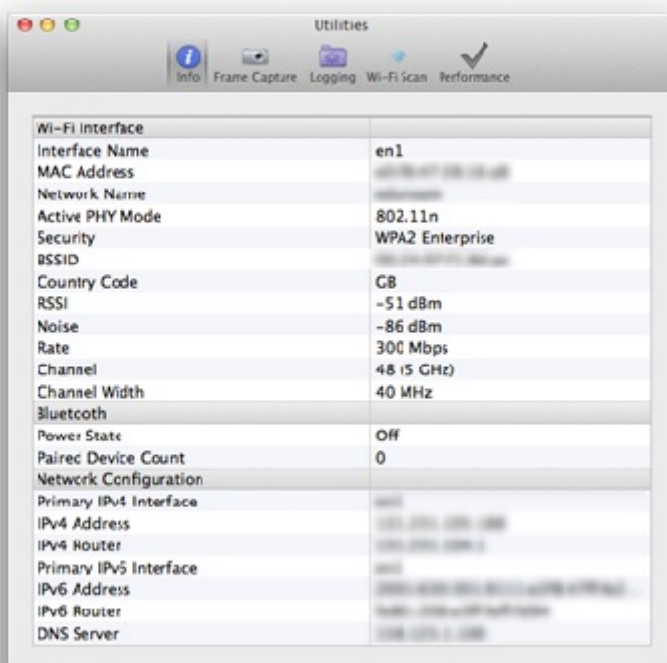 Utilities
Info Frame Capture Logging Wi-Fi Scan Performance
Wi-Fi Interface
Interface Name en1
MAC Address
Network Name
Active PHY Mode 802.11n
Security WPA2 Enterprise
BSSID
Country Code GB
RSSI -51 dBm
Noise -86 dBm
Rate 300 Mbps
Channel 48 (5 GHz)
Channel Width 40 MHz
Bluetooth
Power State Off
Paired Device Count 0
Network Configuration
Primary IPv4 Interface
IPv4 Address
IPv4 Router
Primary IPv6 Interface
IPv6 Address
IPv6 Router
DNS Server